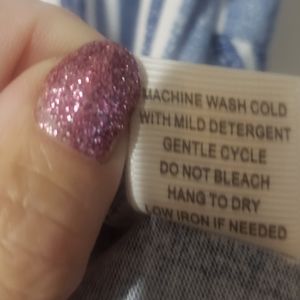 MACHINE WASH COLD
WITH MILD DETERGENT
GENTLE CYCLE
DO NOT BLEACH
HANG TO DRY
LOW IRON IF NEEDED